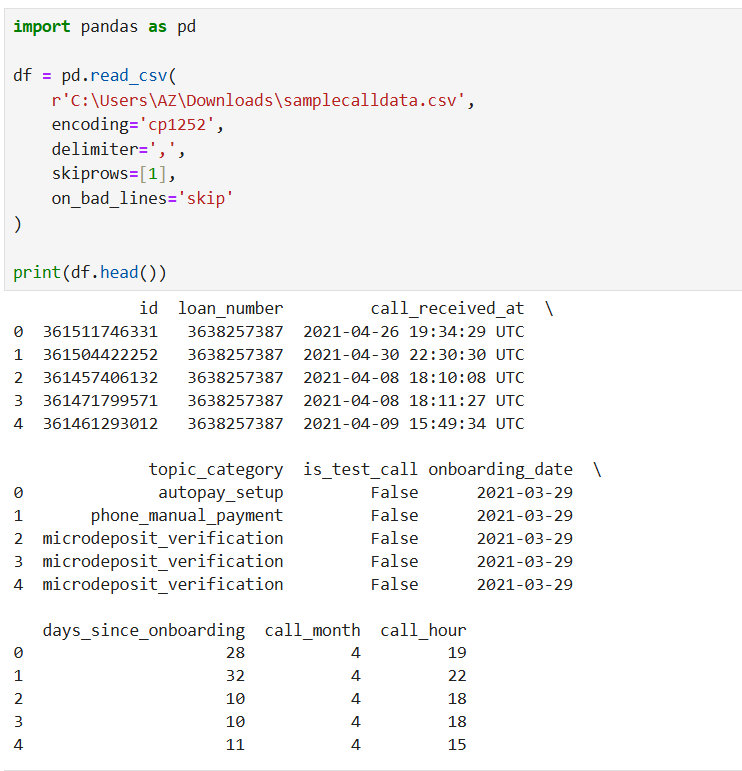 import pandas as pd
df = pd.read_csv(
    r'C:\Users\AZ\Downloads\samplecalldata.csv',
    encoding='cp1252',
    delimiter=',',
    skiprows=[1],
    on_bad_lines='skip'
)
print(df.head())
             id  loan_number         call_received_at  \
0  361511746331   3638257387  2021-04-26 19:34:29 UTC
1  361504422252   3638257387  2021-04-30 22:30:30 UTC
2  361457406132   3638257387  2021-04-08 18:10:08 UTC
3  361471799571   3638257387  2021-04-08 18:11:27 UTC
4  361461293012   3638257387  2021-04-09 15:49:34 UTC
             topic_category  is_test_call onboarding_date  \
0             autopay_setup         False      2021-03-29
1      phone_manual_payment         False      2021-03-29
2  microdeposit_verification         False      2021-03-29
3  microdeposit_verification         False      2021-03-29
4  microdeposit_verification         False      2021-03-29
   days_since_onboarding  call_month  call_hour
0                     28           4         19
1                     32           4         22
2                     10           4         18
3                     10           4         18
4                     11           4         15